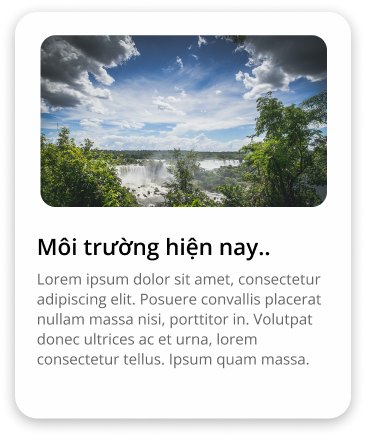 Môi trường hiện nay..
Lorem ipsum dolor sit amet, consectetur
adipiscing elit. Posuere convallis placerat
nullam massa nisi, porttitor in. Volutpat
donec ultrices ac et urna, lorem
consectetur tellus. Ipsum quam massa.